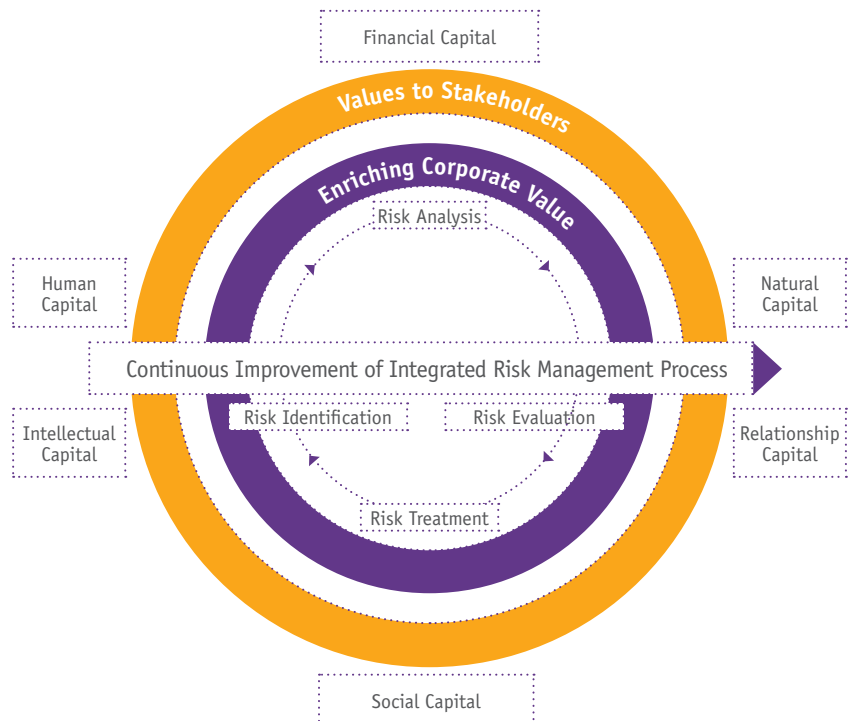 Financial Capital
Values to Stakeholders
Enriching Corporate Value
Risk Analysis
Human
Capital
Natural
Capital
Continuous Improvement of Integrated Risk Management Process
Risk Identification
Risk Evaluation
Intellectual
Capital
Relationship
Capital
Risk Treatment
Social Capital